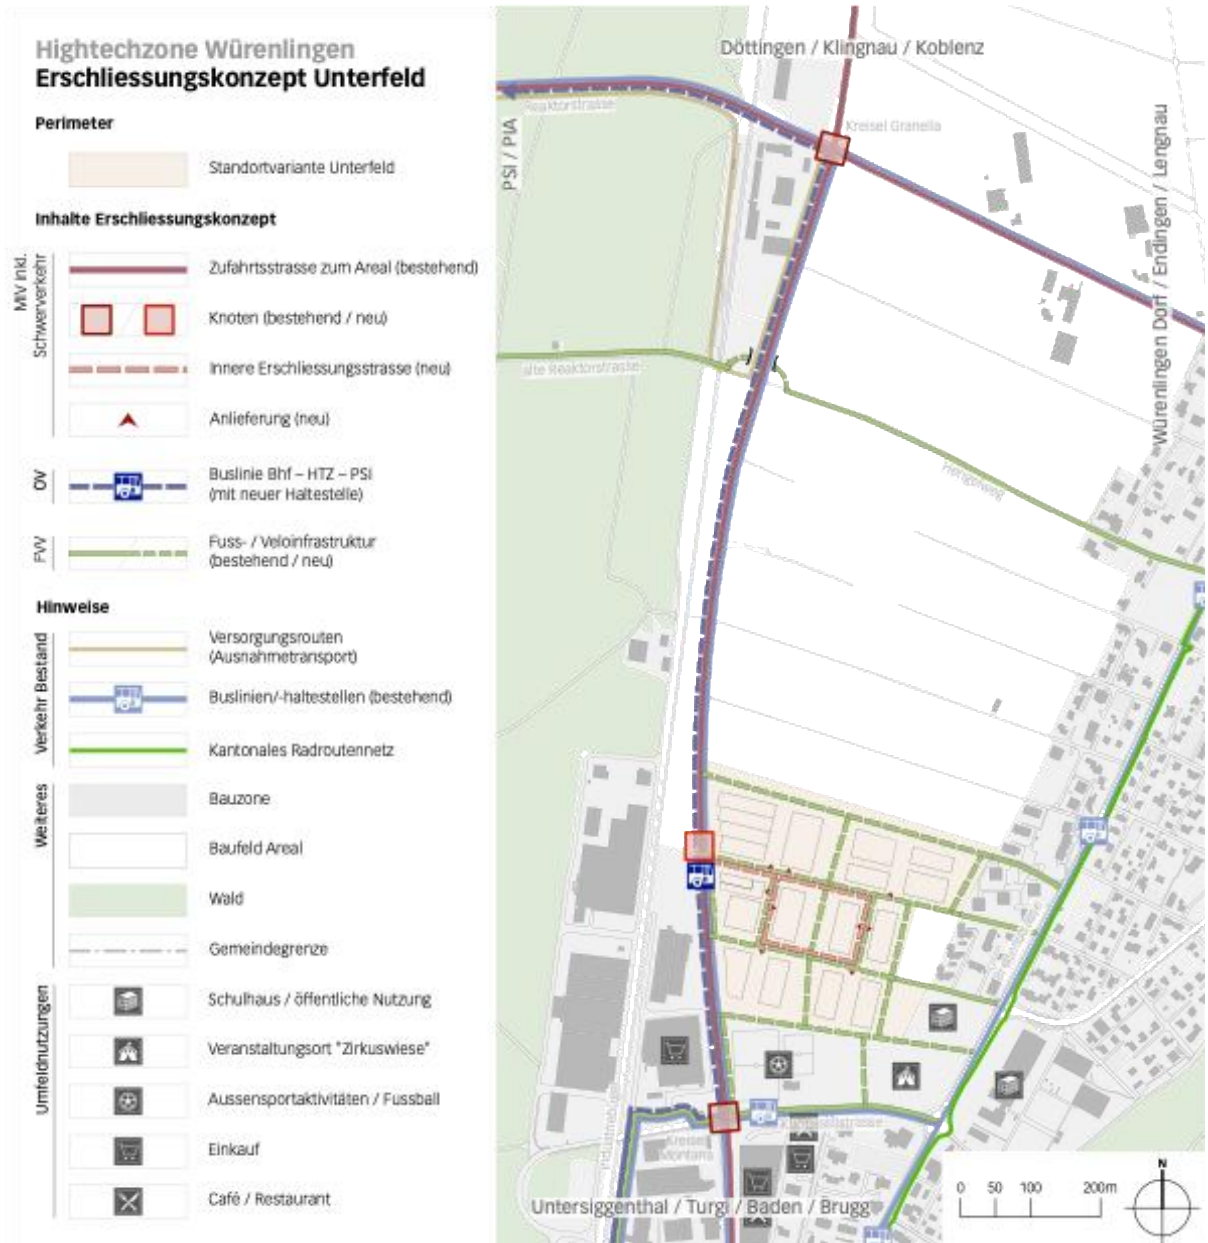 Hightechzone Würenlingen
Erschliessungskonzept Unterfeld
Perimeter
Standortvariante Unterfeld
Inhalte Erschliessungskonzept
MIV inkl.
Schwerverkehr
Zufahrtsstrasse zum Areal (bestehend)
Knoten (bestehend / neu)
Innere Erschliessungsstrasse (neu)
Anlieferung (neu)
ÖV
Buslinie Bhf – HTZ – PSI
(mit neuer Haltestelle)
FVV
Fuss- / Veloinfrastruktur
(bestehend / neu)
Hinweise
Verkehr Bestand
Versorgungsrouten
(Ausnahmetransport)
Buslinien/-haltestellen (bestehend)
Kantonales Radroutennetz
Weiteres
Bauzone
Baufeld Areal
Wald
Gemeindegrenze
Umfeldnutzungen
Schulhaus / öffentliche Nutzung
Veranstaltungsort "Zirkuswiese"
Aussensportaktivitäten / Fussball
Einkauf
Café / Restaurant
Döttingen / Klingnau / Koblenz
Reaktorstrasse
Kreisel Granella
PSI / PIA
Würenlingen Dorf / Endingen / Lengnau
alte Reaktorstrasse
Kreisel
Montana
Untersiggenthal / Turgi / Baden / Brugg
0 50 100 200m
N